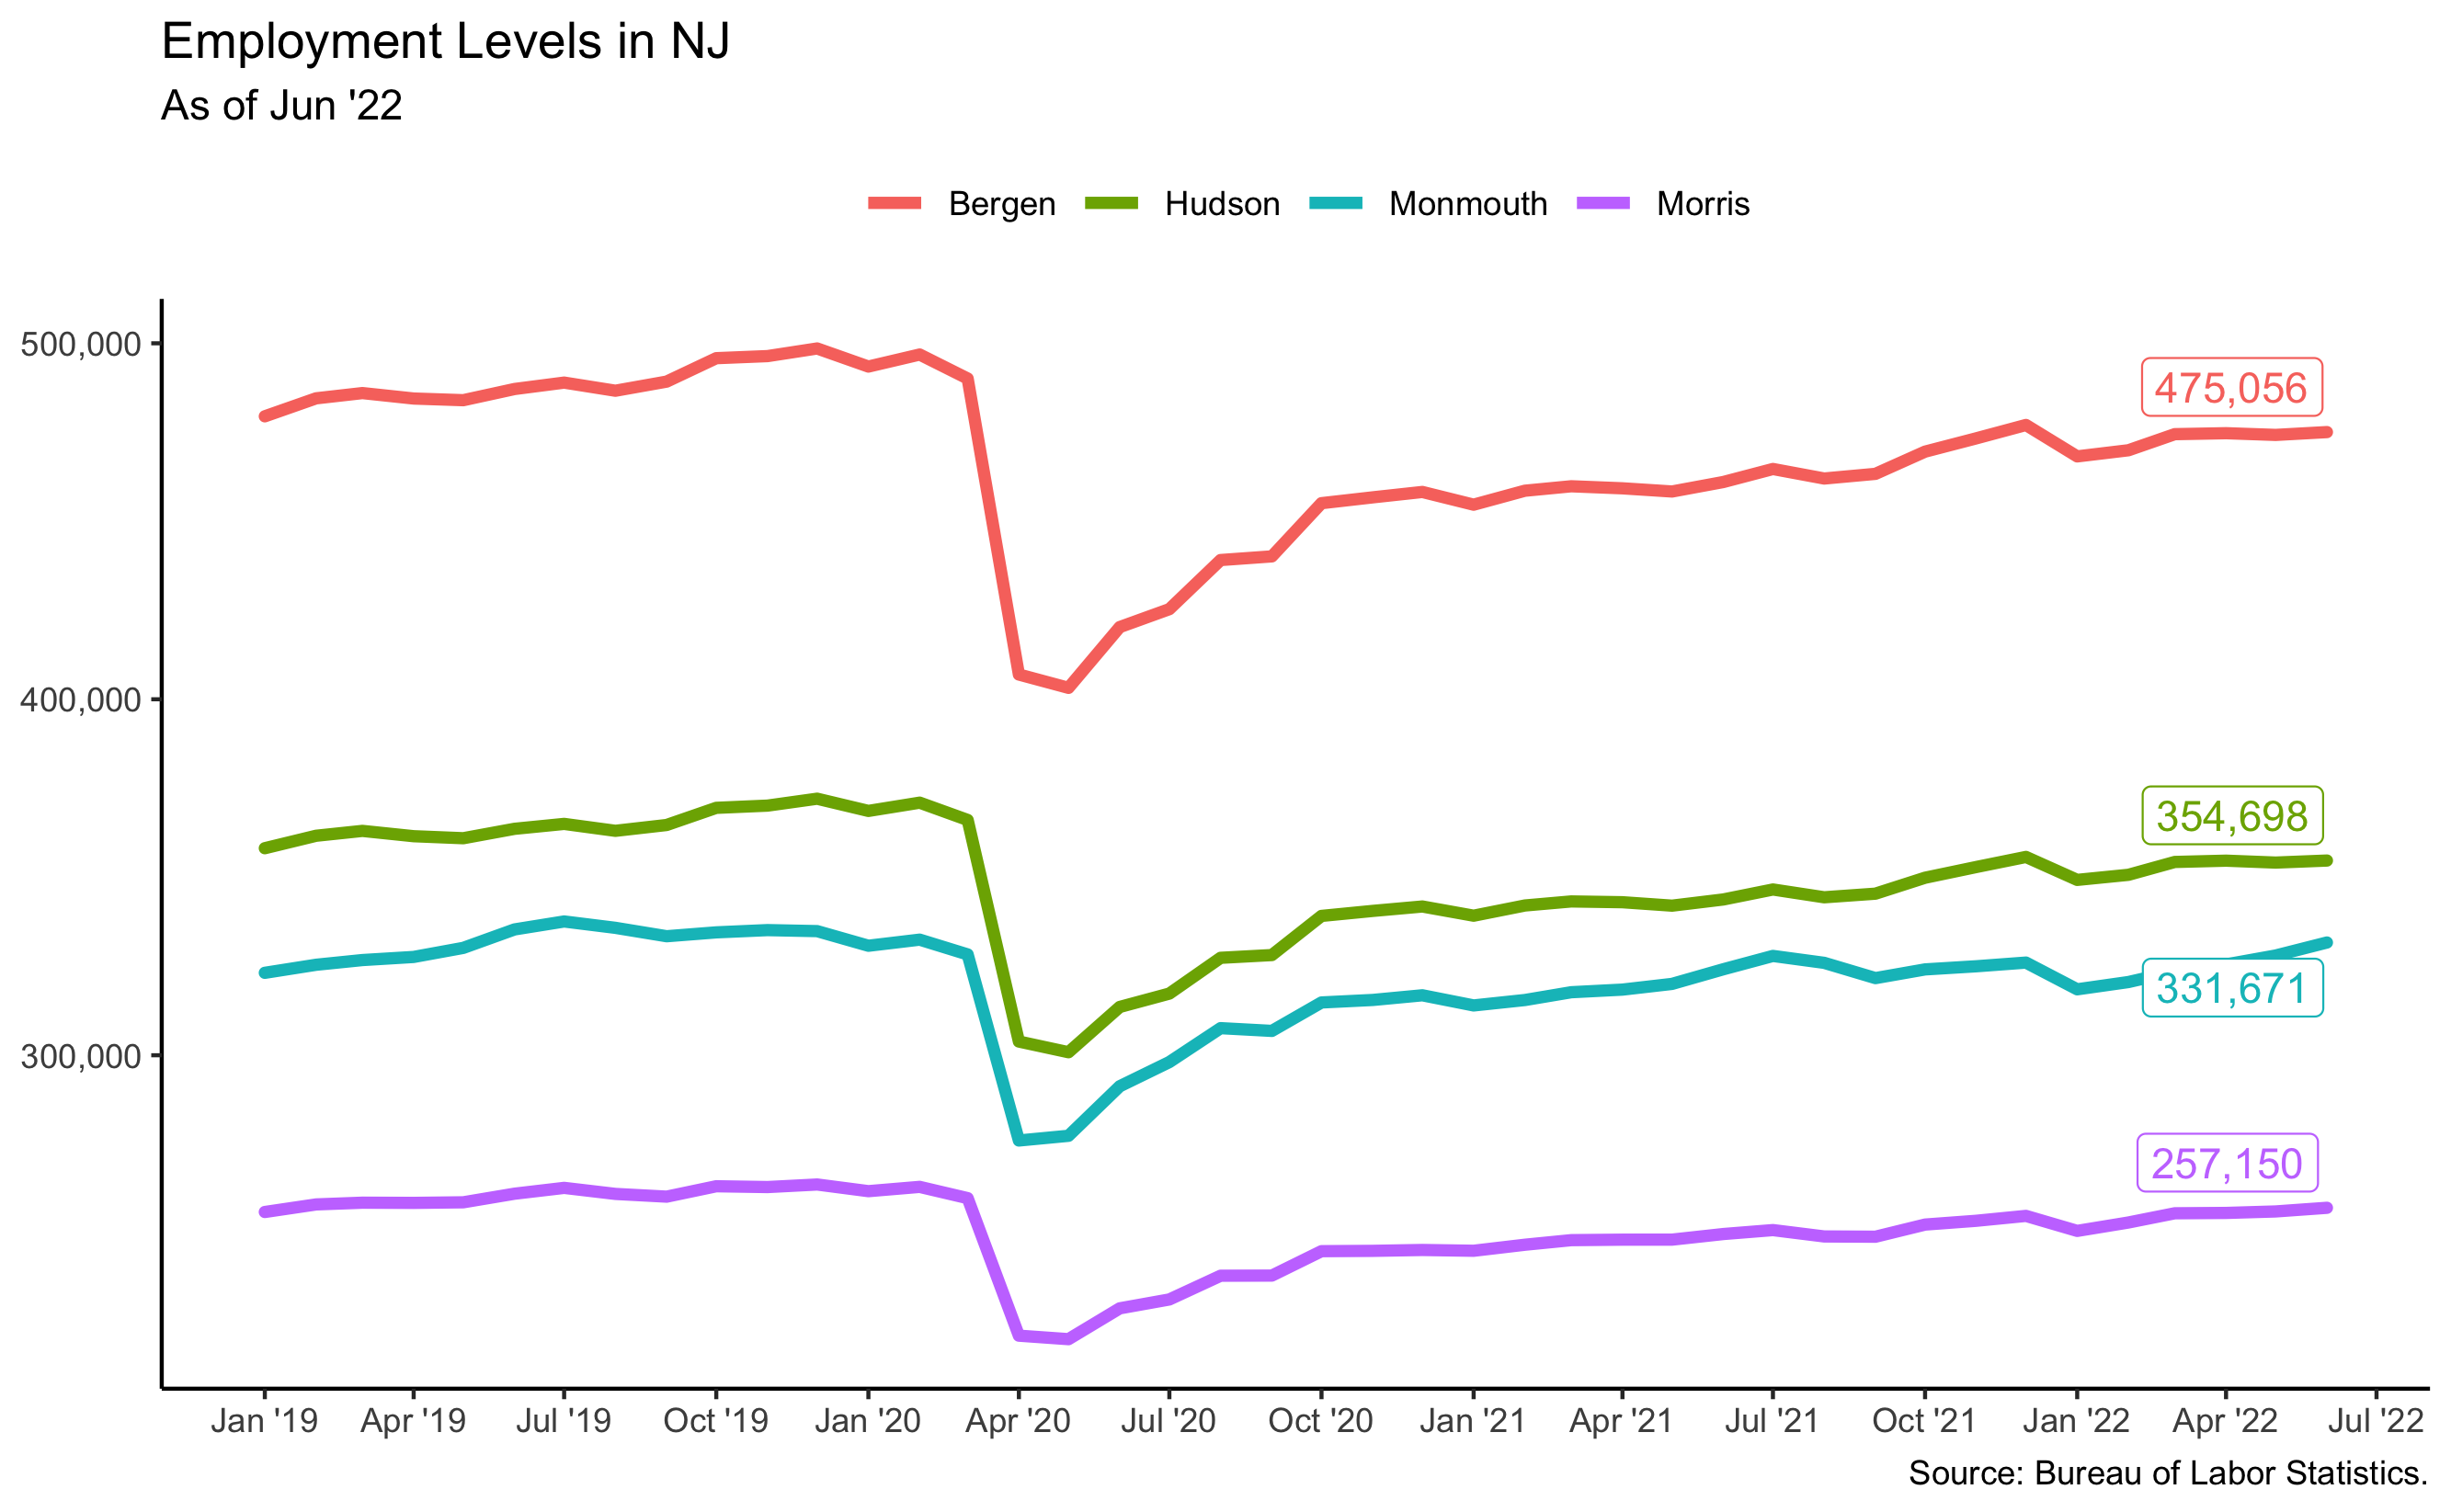 Employment Levels in NJ
As of Jun '22
Bergen Hudson Monmouth Morris
500,000
400,000
300,000
475,056
354,698
331,671
257,150
Jan '19 Apr '19 Jul '19 Oct '19 Jan '20 Apr '20 Jul '20 Oct '20 Jan '21 Apr '21 Jul '21 Oct '21 Jan '22 Apr '22 Jul '22
Source: Bureau of Labor Statistics.